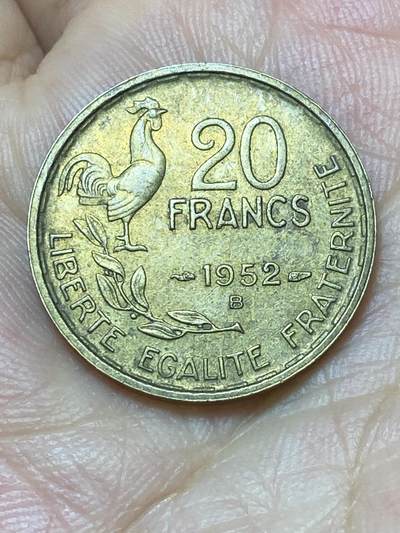 20
FRANCS
1952
B
LIBERTE EGALITE FRATERNITE